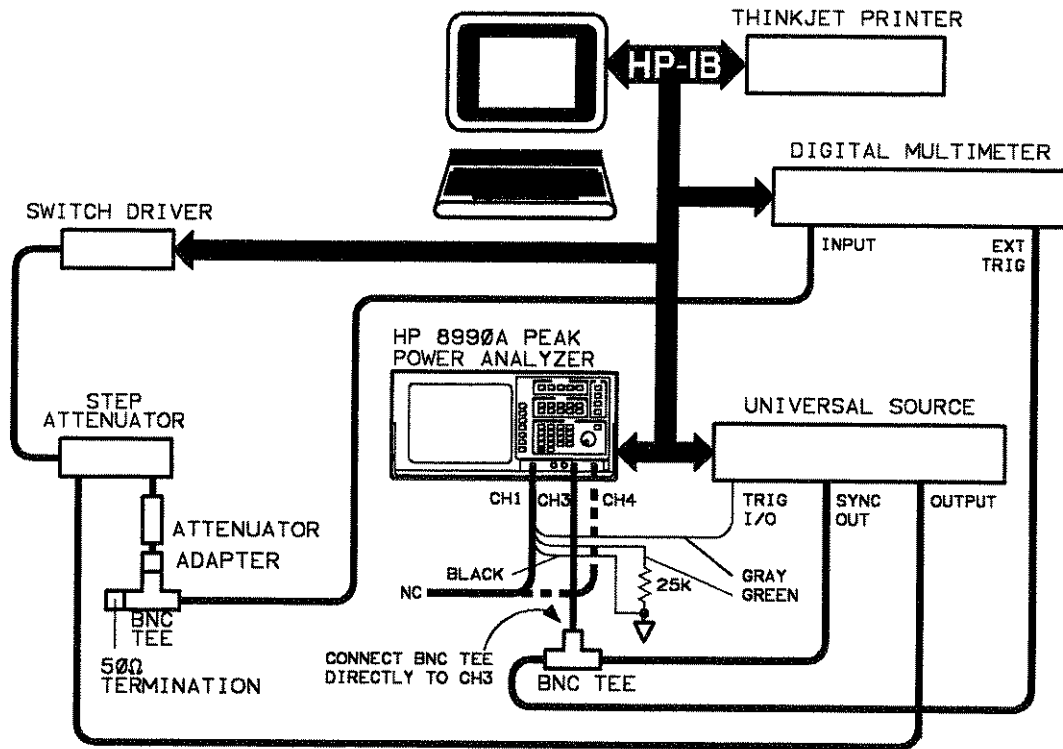 THINKJET PRINTER
HP-IB
DIGITAL MULTIMETER
SWITCH DRIVER
INPUT
EXT
TRIG
HP 8990A PEAK
POWER ANALYZER
STEP
ATTENUATOR
UNIVERSAL SOURCE
CH1
CH3
CH4
TRIG
I/O
SYNC
OUT
OUTPUT
ATTENUATOR
ADAPTER
BLACK
NC
25K
GRAY
GREEN
BNC
TEE
50Ω
TERMINATION
CONNECT BNC TEE
DIRECTLY TO CH3
BNC TEE